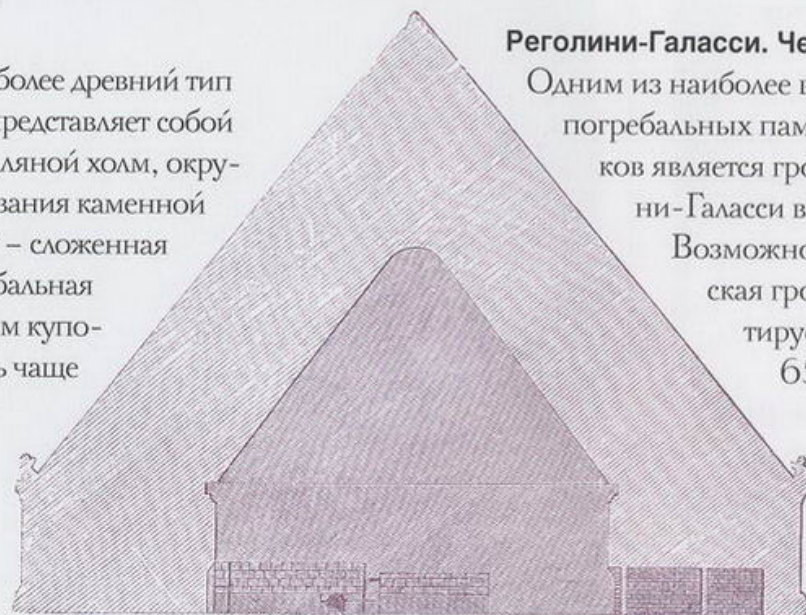 более древний тип
редставляет собой
ляной холм, окру-
вания каменной
– сложенная
бальная
м купо-
ь чаще
Реголини-Галасси. Че
Одним из наиболее в
погребальных пам
ков является гро
ни-Галасси в
Возможно
ская гро
тиру
65